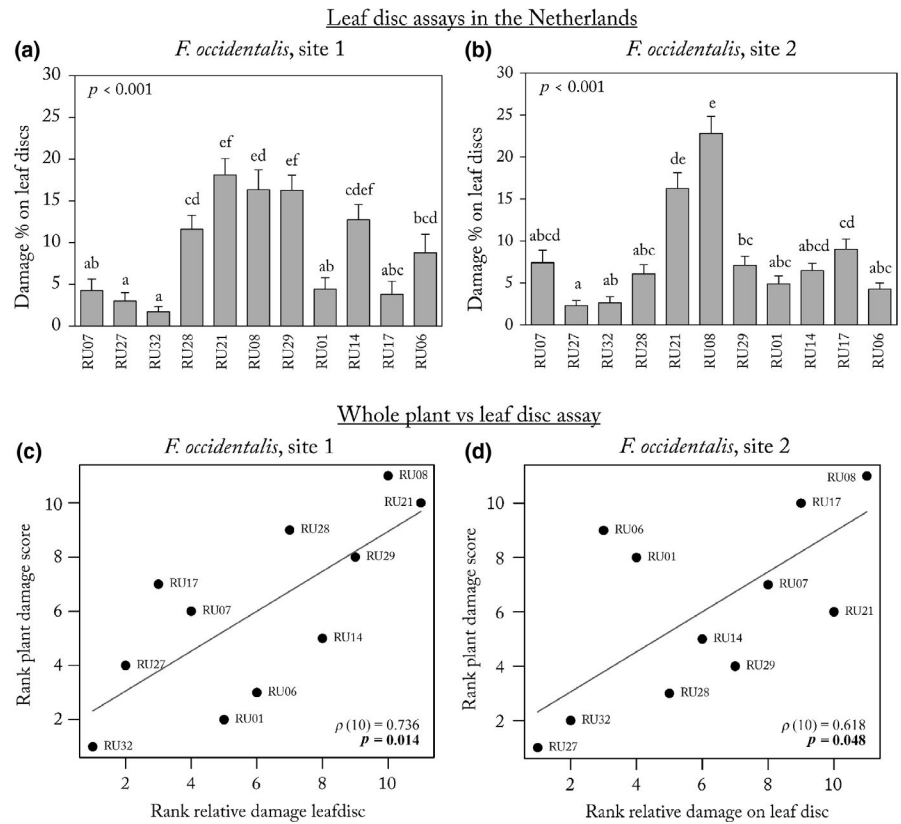 Leaf disc assays in the Netherlands
(a) F. occidentalis, site 1
p < 0.001
Damage % on leaf discs
30
25
20
15
10
5
0
ab
a
a
cd
ef
ed
ef
ab
cdef
abc
bcd
RU07
RU27
RU32
RU28
RU21
RU08
RU29
RU01
RU14
RU17
RU06
(b) F. occidentalis, site 2
p < 0.001
Damage % on leaf discs
30
25
20
15
10
5
0
abcd
a
ab
abc
de
e
bc
abc
abcd
cd
abc
RU07
RU27
RU32
RU28
RU21
RU08
RU29
RU01
RU14
RU17
RU06
Whole plant vs leaf disc assay
(c) F. occidentalis, site 1
Rank plant damage score
10
8
6
4
2
RU08
RU21
RU28
RU29
RU17
RU07
RU14
RU27
RU06
RU01
RU32
ρ (10) = 0.736
p = 0.014
2 4 6 8 10
Rank relative damage leafdisc
(d) F. occidentalis, site 2
Rank plant damage score
10
8
6
4
2
RU08
RU17
RU06
RU01
RU07
RU21
RU14
RU29
RU28
RU32
RU27
ρ (10) = 0.618
p = 0.048
2 4 6 8 10
Rank relative damage on leaf disc